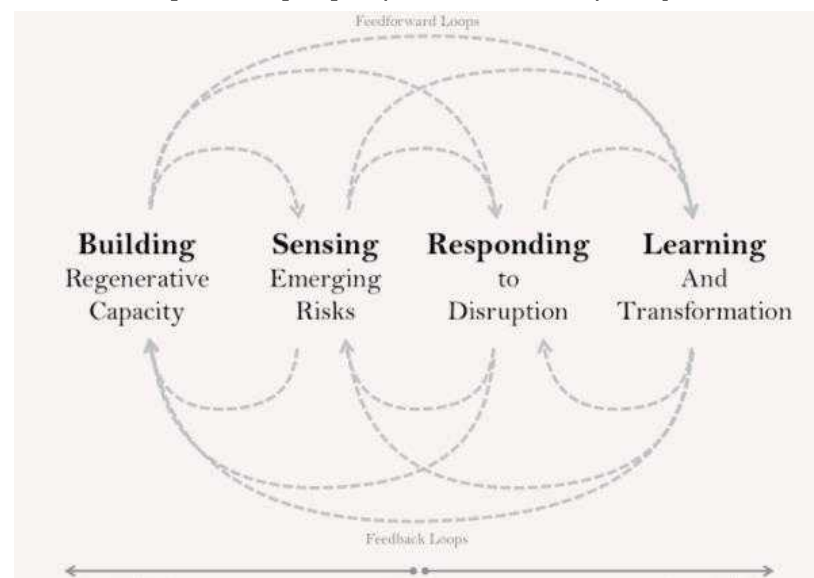 Feedforward Loops
Building
Regenerative
Capacity
Sensing
Emerging
Risks
Responding
to
Disruption
Learning
And
Transformation
Feedback Loops